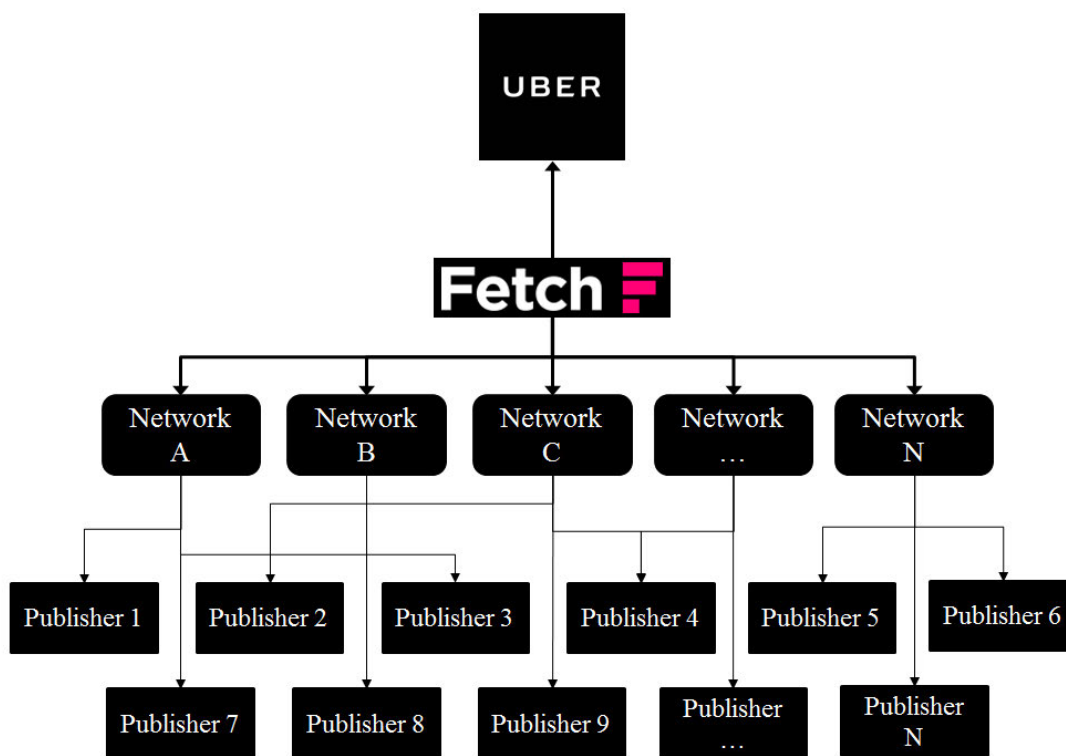 UBER
Fetch
Network
A
Network
B
Network
C
Network
…
Network
N
Publisher 1
Publisher 2
Publisher 3
Publisher 4
Publisher 5
Publisher 6
Publisher 7
Publisher 8
Publisher 9
Publisher
…
Publisher
N